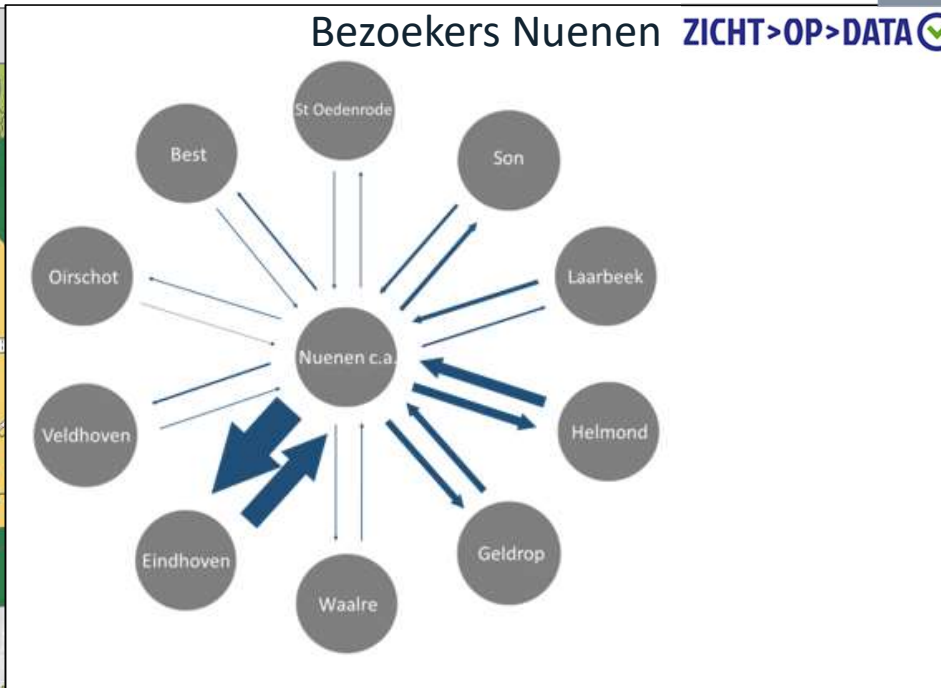 Bezoekers Nuenen
ZICHT>OP>DATA
St Oedenrode
Best
Son
Oirschot
Laarbeek
Nuenen c.a.
Veldhoven
Helmond
Eindhoven
Geldrop
Waalre